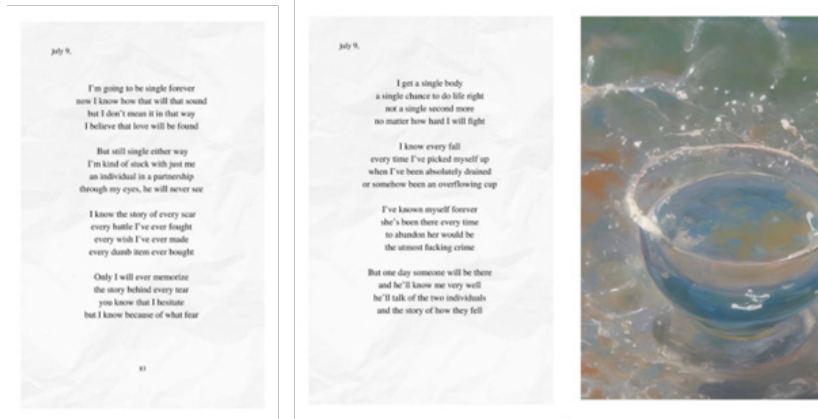 july 9,
I'm going to be single forever
now I know how that will that sound
but I don't mean it in that way
I believe that love will be found
But still single either way
I'm kind of stuck with just me
an individual in a partnership
through my eyes, he will never see
I know the story of every scar
every battle I've ever fought
every wish I've ever made
every dumb item ever bought
Only I will ever memorize
the story behind every tear
you know that I hesitate
but I know because of what fear
83
july 9,
I get a single body
a single chance to do life right
not a single second more
no matter how hard I will fight
I know every fall
every time I've picked myself up
when I've been absolutely drained
or somehow been an overflowing cup
I've known myself forever
she's been there every time
to abandon her would be
the utmost fucking crime
But one day someone will be there
and he'll know me very well
he'll talk of the two individuals
and the story of how they fell